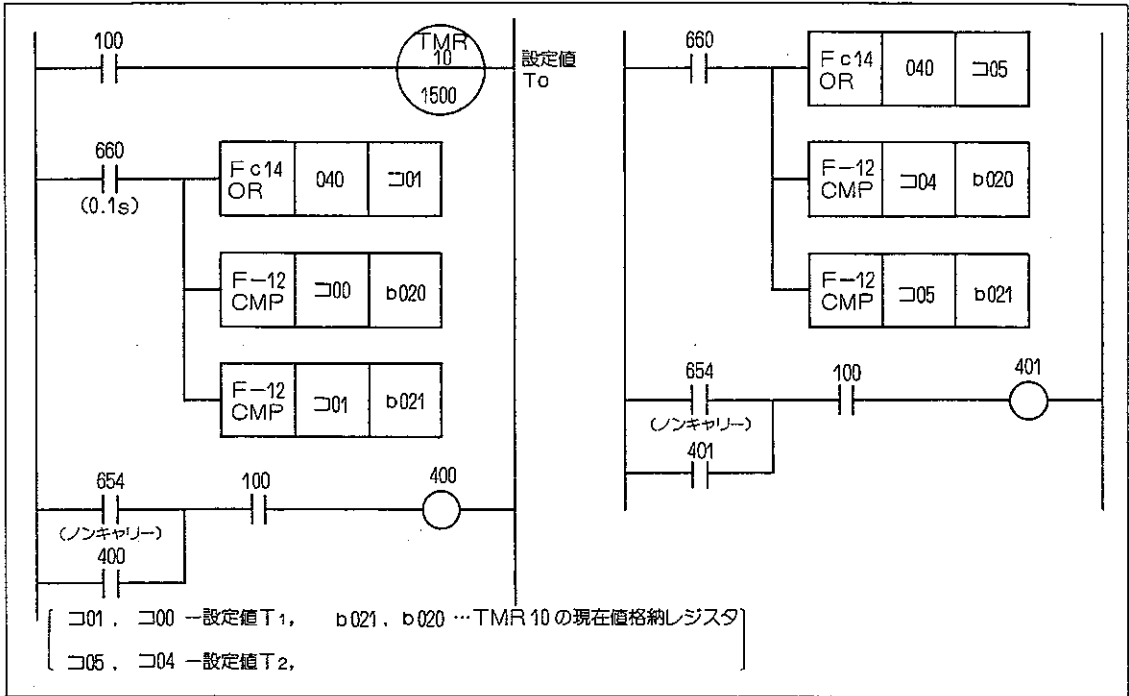 100
TMR
10
1500
設定値
To
660
(0.1s)
Fc14
OR
040
コ01
F-12
CMP
コ00
b020
F-12
CMP
コ01
b021
654
(ノンキャリー)
100
400
400
660
Fc14
OR
040
コ05
F-12
CMP
コ04
b020
F-12
CMP
コ05
b021
654
(ノンキャリー)
100
401
401
コ01 , コ00 ー設定値T1, b021 , b020 …TMR 10 の現在値格納レジスタ
コ05 , コ04 ー設定値T2,